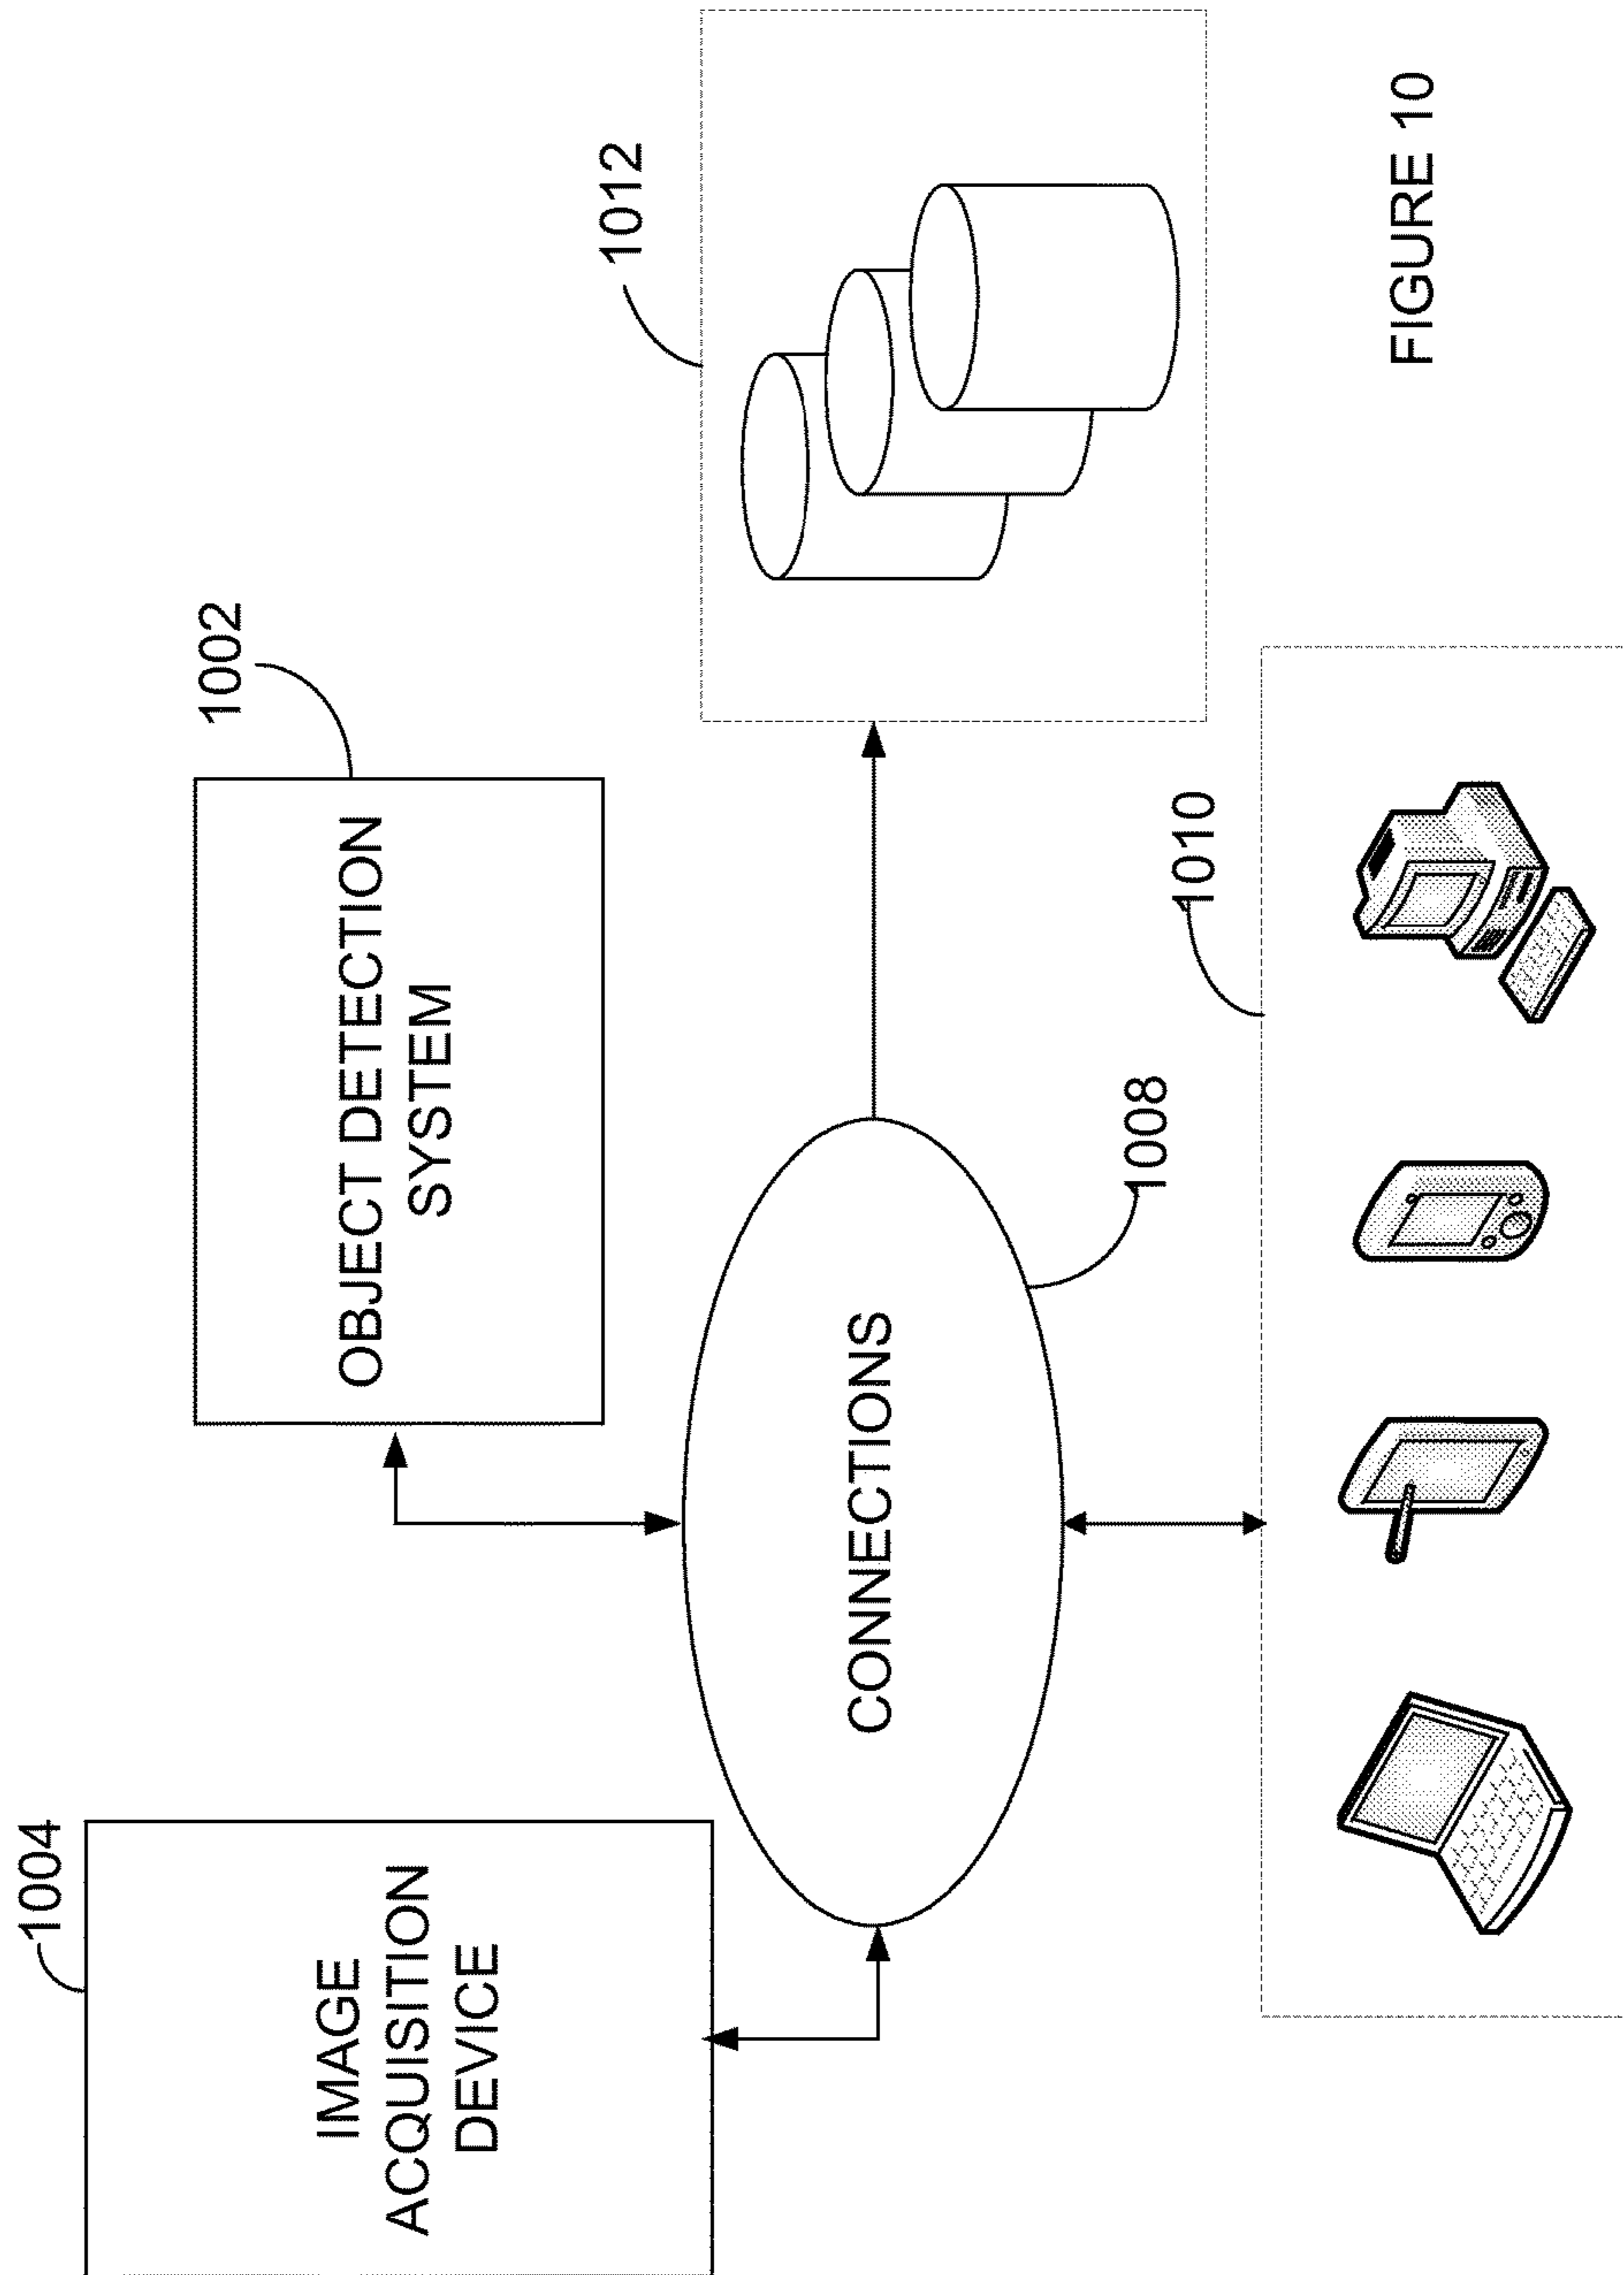 1004
IMAGE
ACQUISITION
DEVICE
1002
OBJECT DETECTION
SYSTEM
1012
CONNECTIONS
1008
1010
FIGURE 10